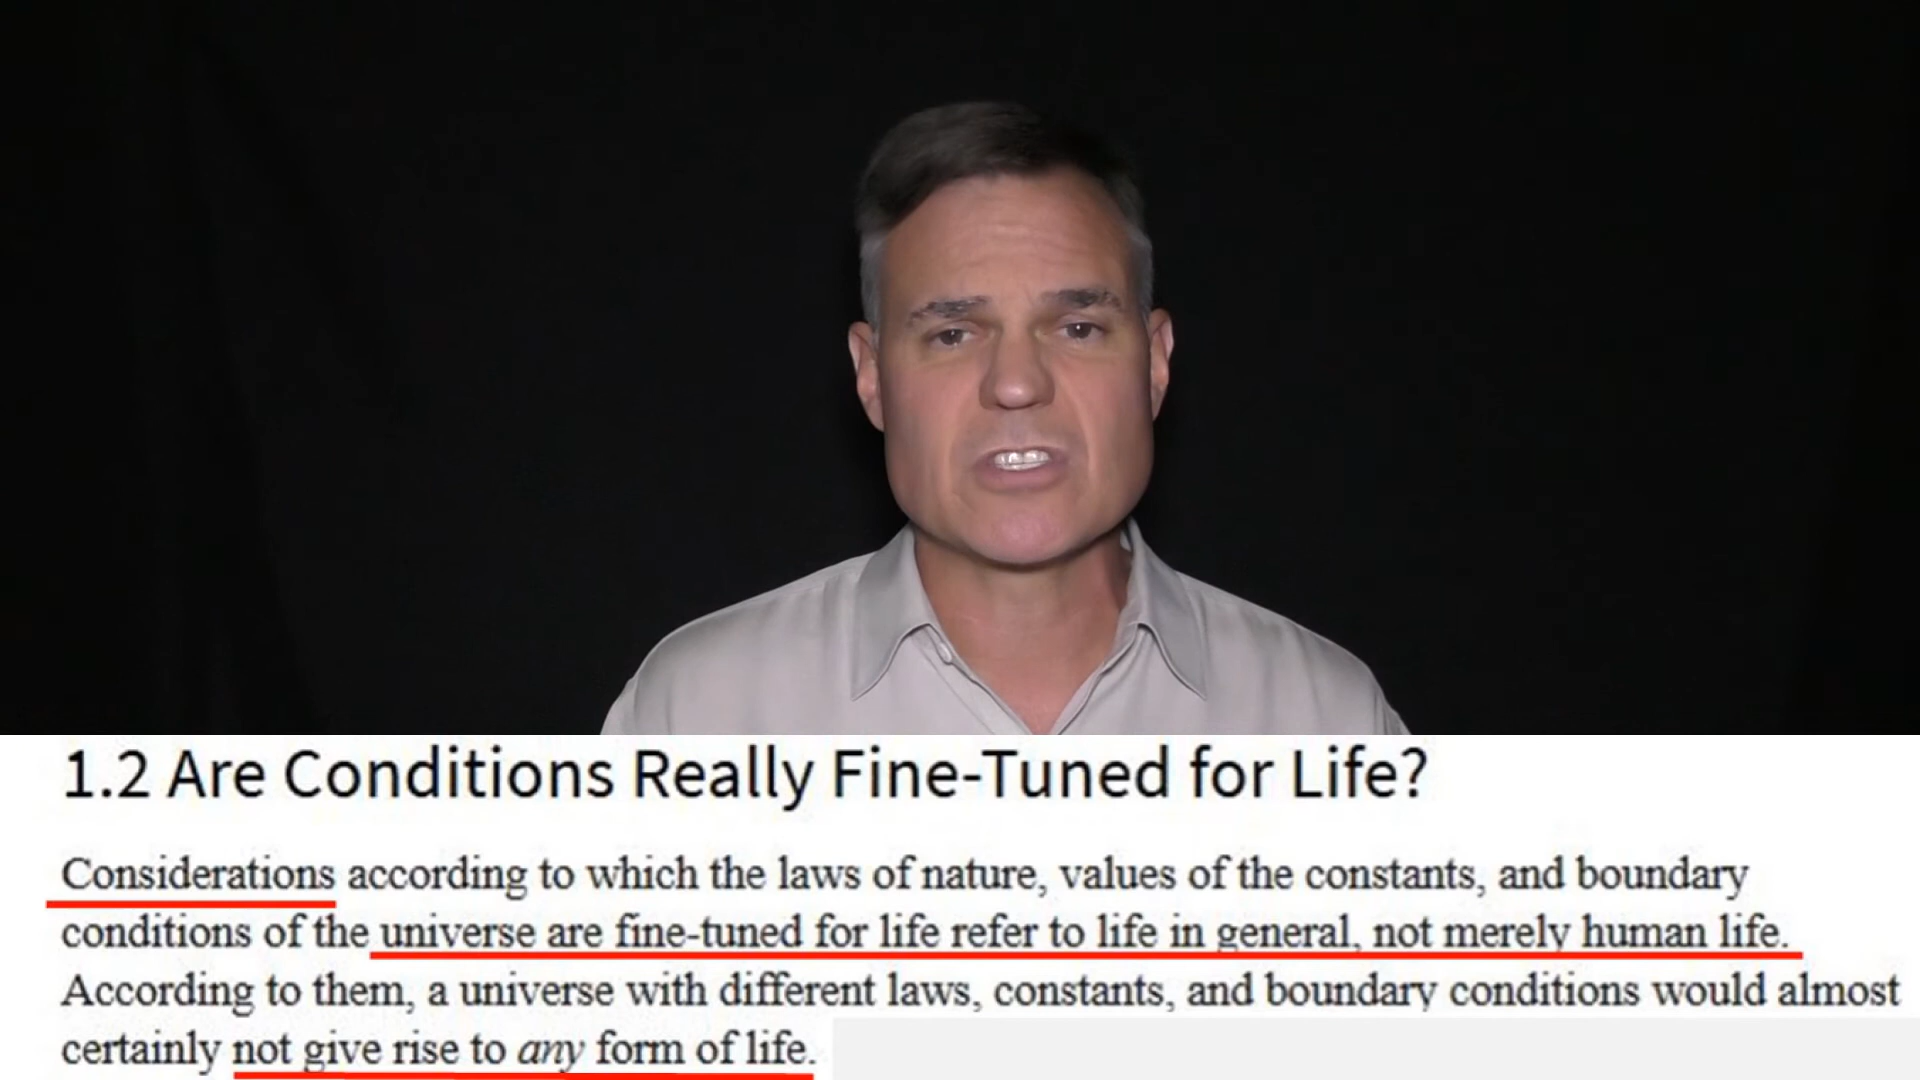 1.2 Are Conditions Really Fine-Tuned for Life?
Considerations according to which the laws of nature, values of the constants, and boundary
conditions of the universe are fine-tuned for life refer to life in general, not merely human life.
According to them, a universe with different laws, constants, and boundary conditions would almost
certainly not give rise to any form of life.